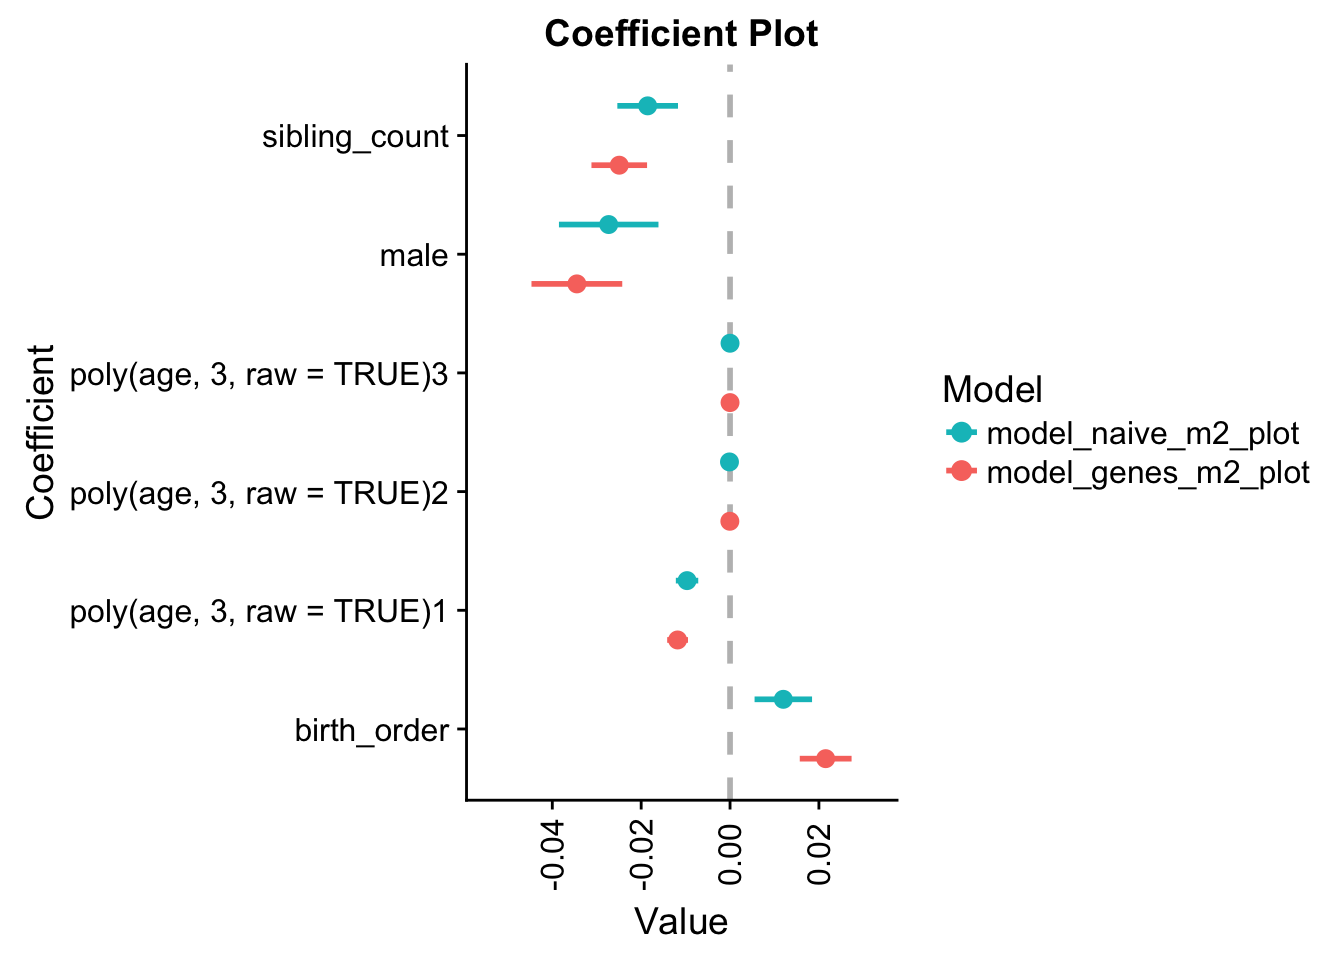 Coefficient Plot
sibling_count
male
poly(age, 3, raw = TRUE)3
poly(age, 3, raw = TRUE)2
poly(age, 3, raw = TRUE)1
birth_order
Coefficient
-0.04
-0.02
0.00
0.02
Value
Model
model_naive_m2_plot
model_genes_m2_plot